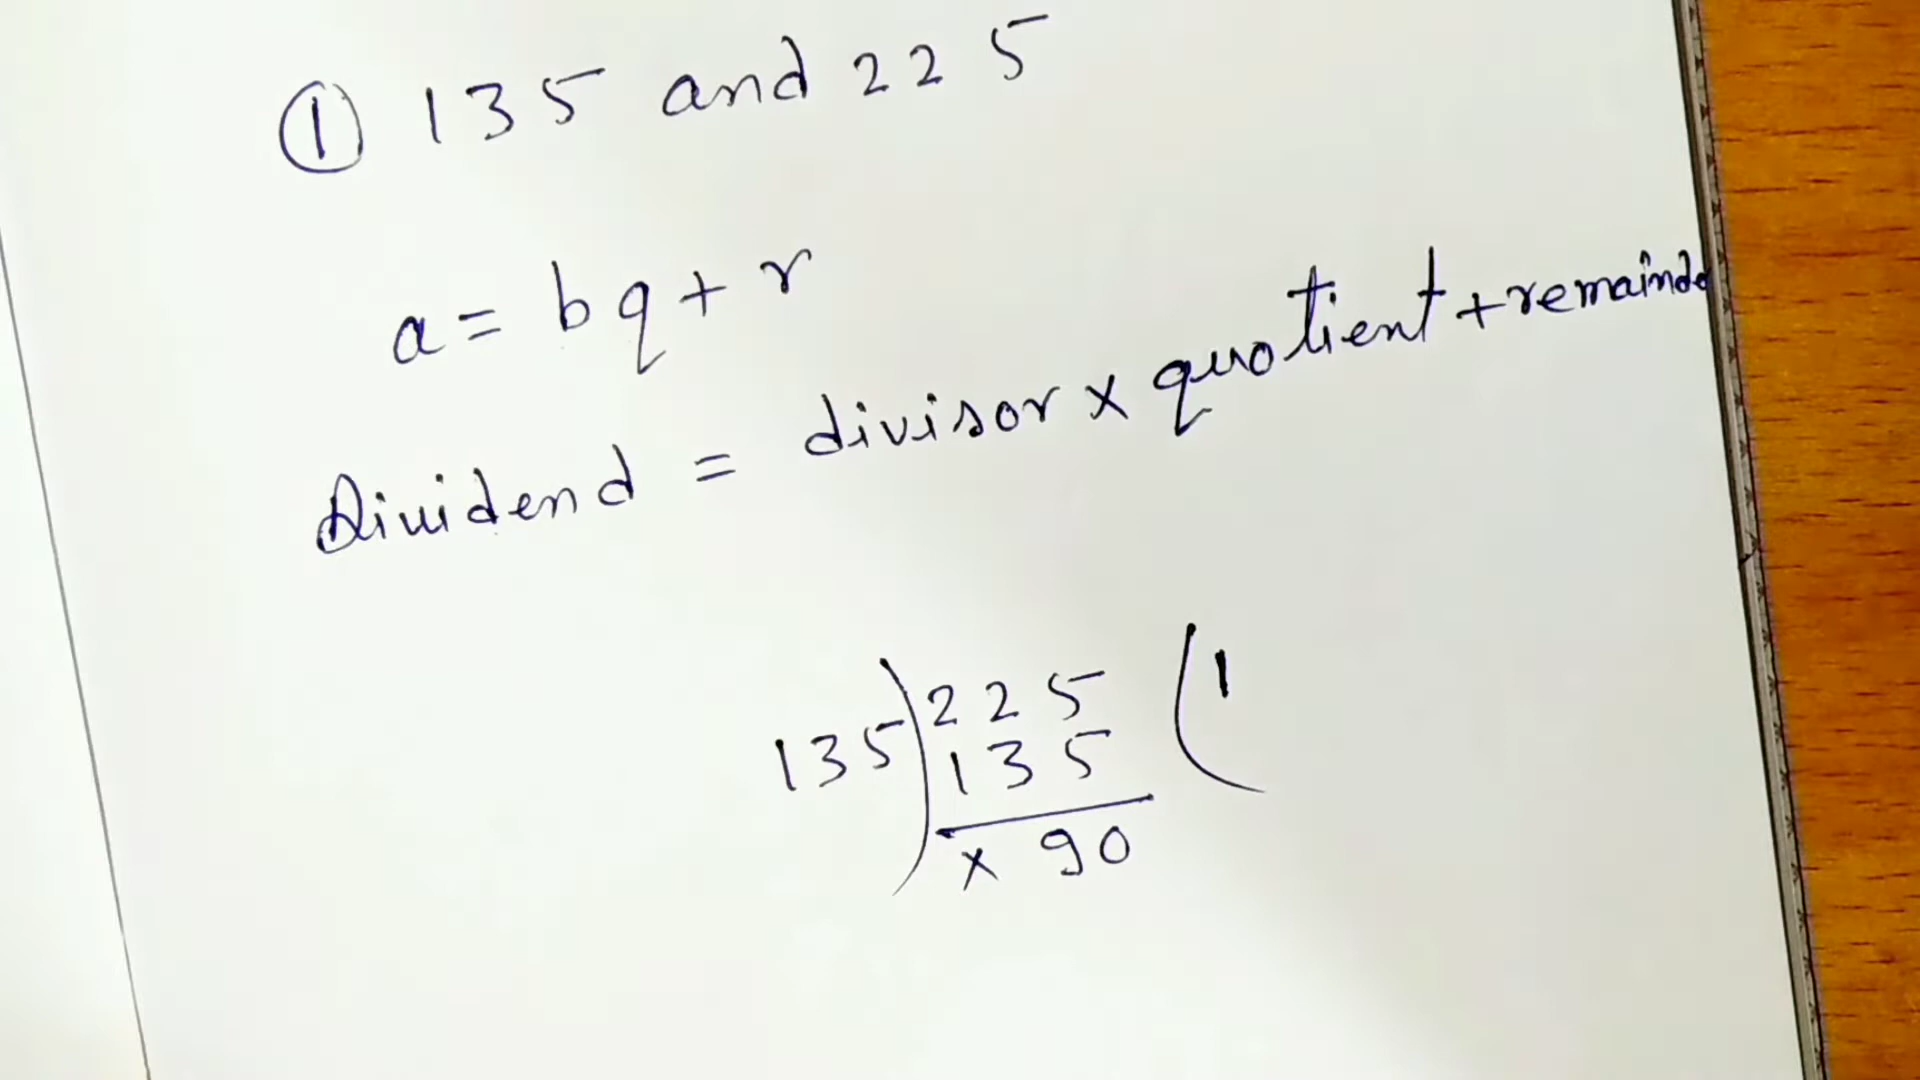 ① 135 and 225
a = bq + r
Dividend = divisor x quotient + remainde
135)225(1
135
x 90